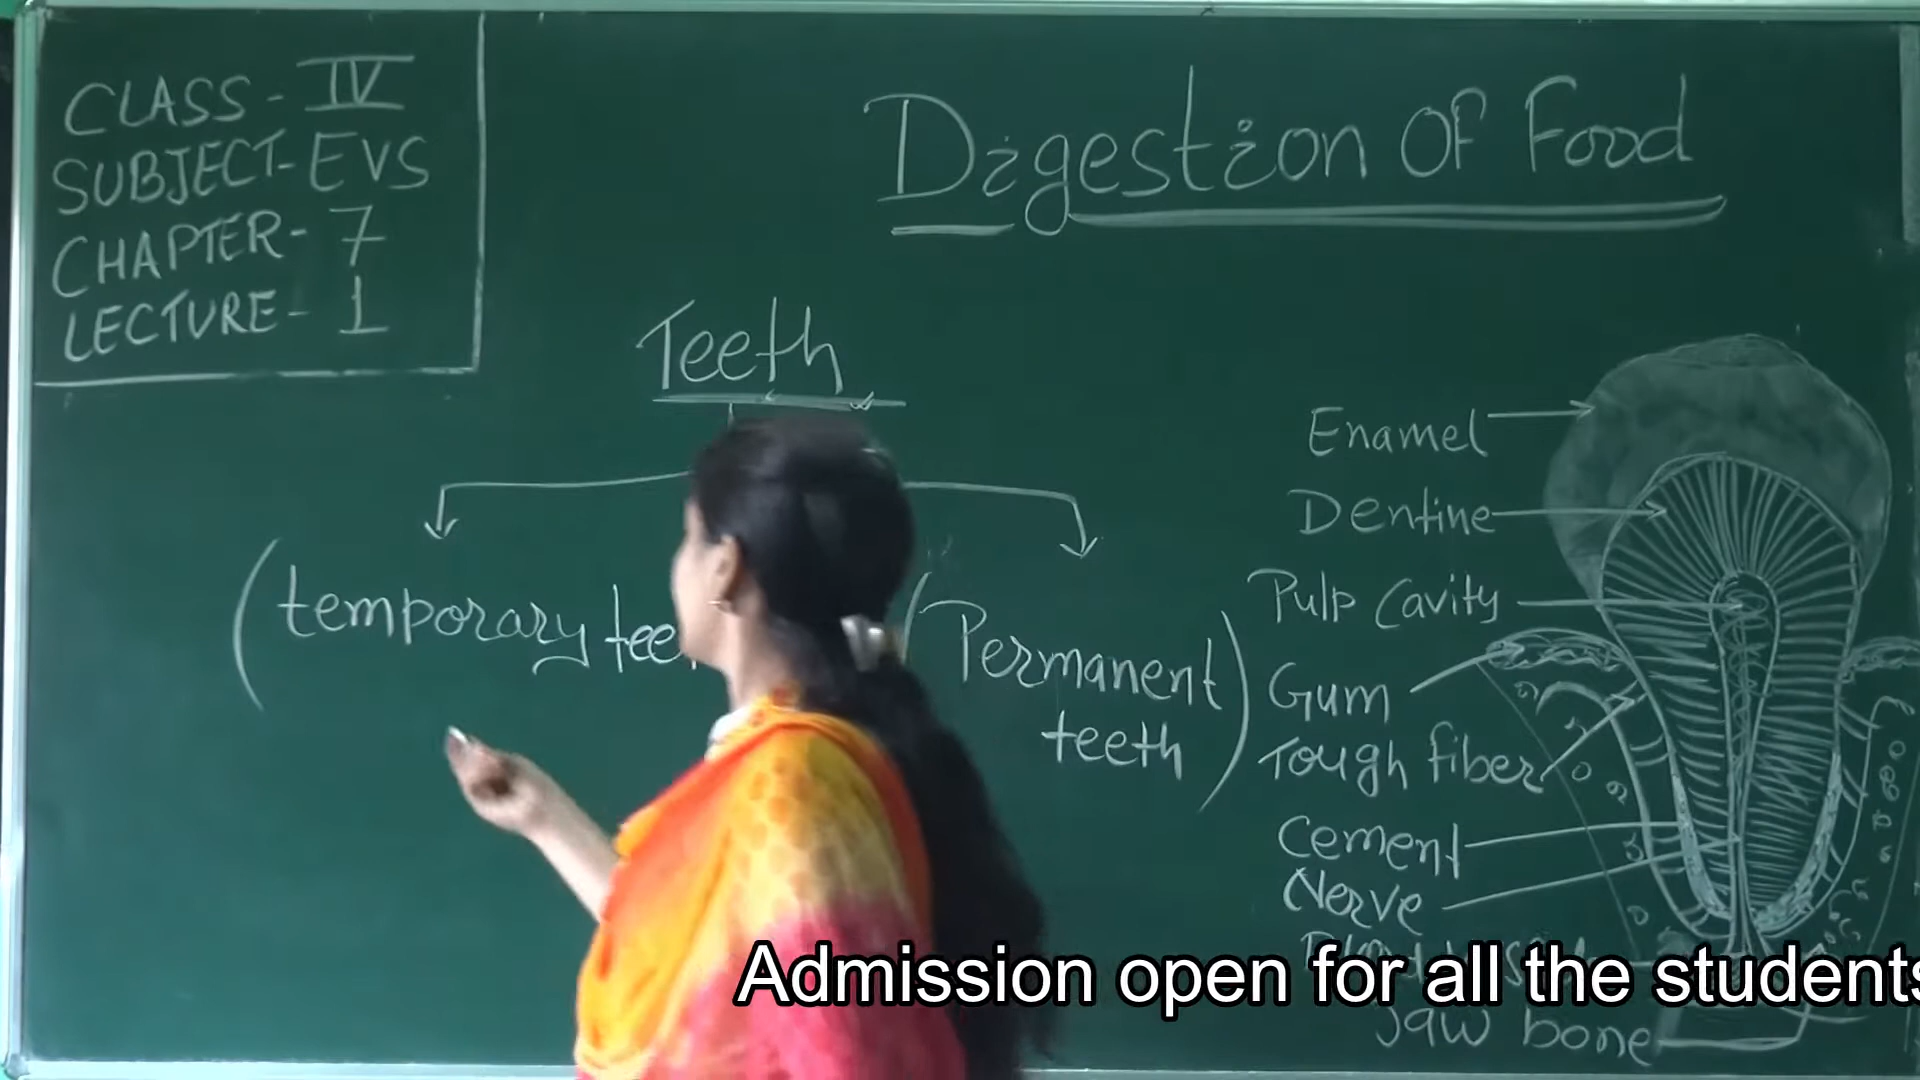 CLASS - IV
SUBJECT - EVS
CHAPTER - 7
LECTURE - 1
Digestion OF Food
Teeth
(temporary tee
(Permanent
teeth)
Enamel
Dentine
Pulp Cavity
Gum
Tough fiber
Cement
Nerve
Jaw bone
Admission open for all the students